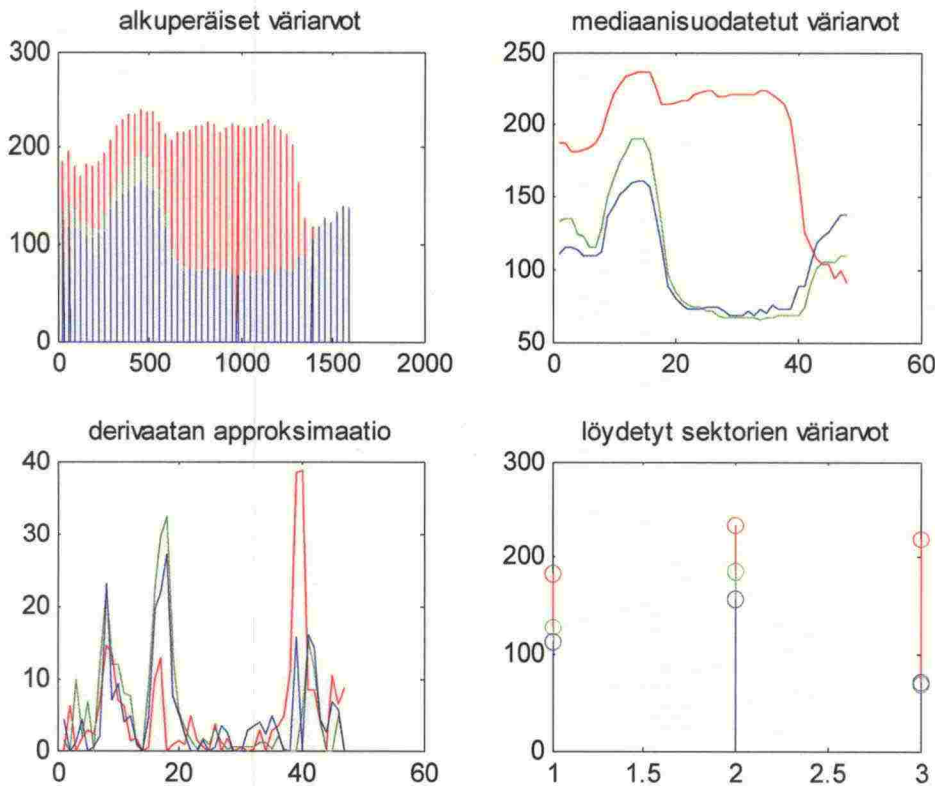 alkuperäiset väriarvot
300
200
100
0
0 500 1000 1500 2000
mediaanisuodatetut väriarvot
250
200
150
100
50
0 20 40 60
derivaatan approksimaatio
40
30
20
10
0
0 20 40 60
löydetyt sektorien väriarvot
300
200
100
0
1 1.5 2 2.5 3